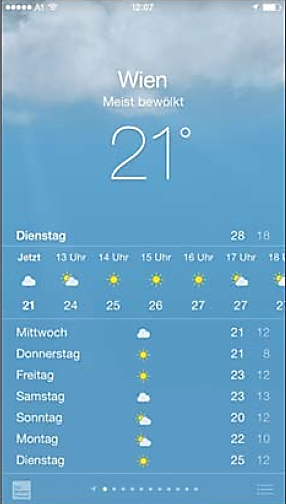 A1 12:07
Wien
Meist bewölkt
21°
Dienstag 28 18
Jetzt 13 Uhr 14 Uhr 15 Uhr 16 Uhr 17 Uhr 18 U
21 24 25 26 27 27 2
Mittwoch 21 12
Donnerstag 21 8
Freitag 23 12
Samstag 23 13
Sonntag 20 12
Montag 22 10
Dienstag 25 12